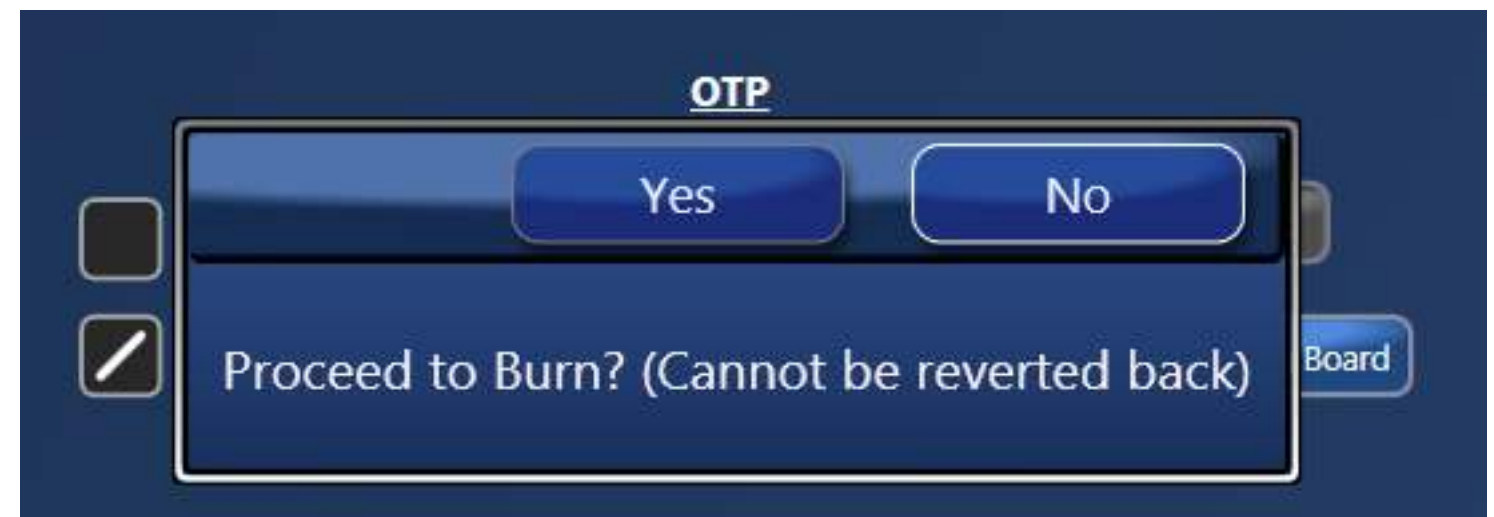 OTP
Yes No
Proceed to Burn? (Cannot be reverted back)
Board